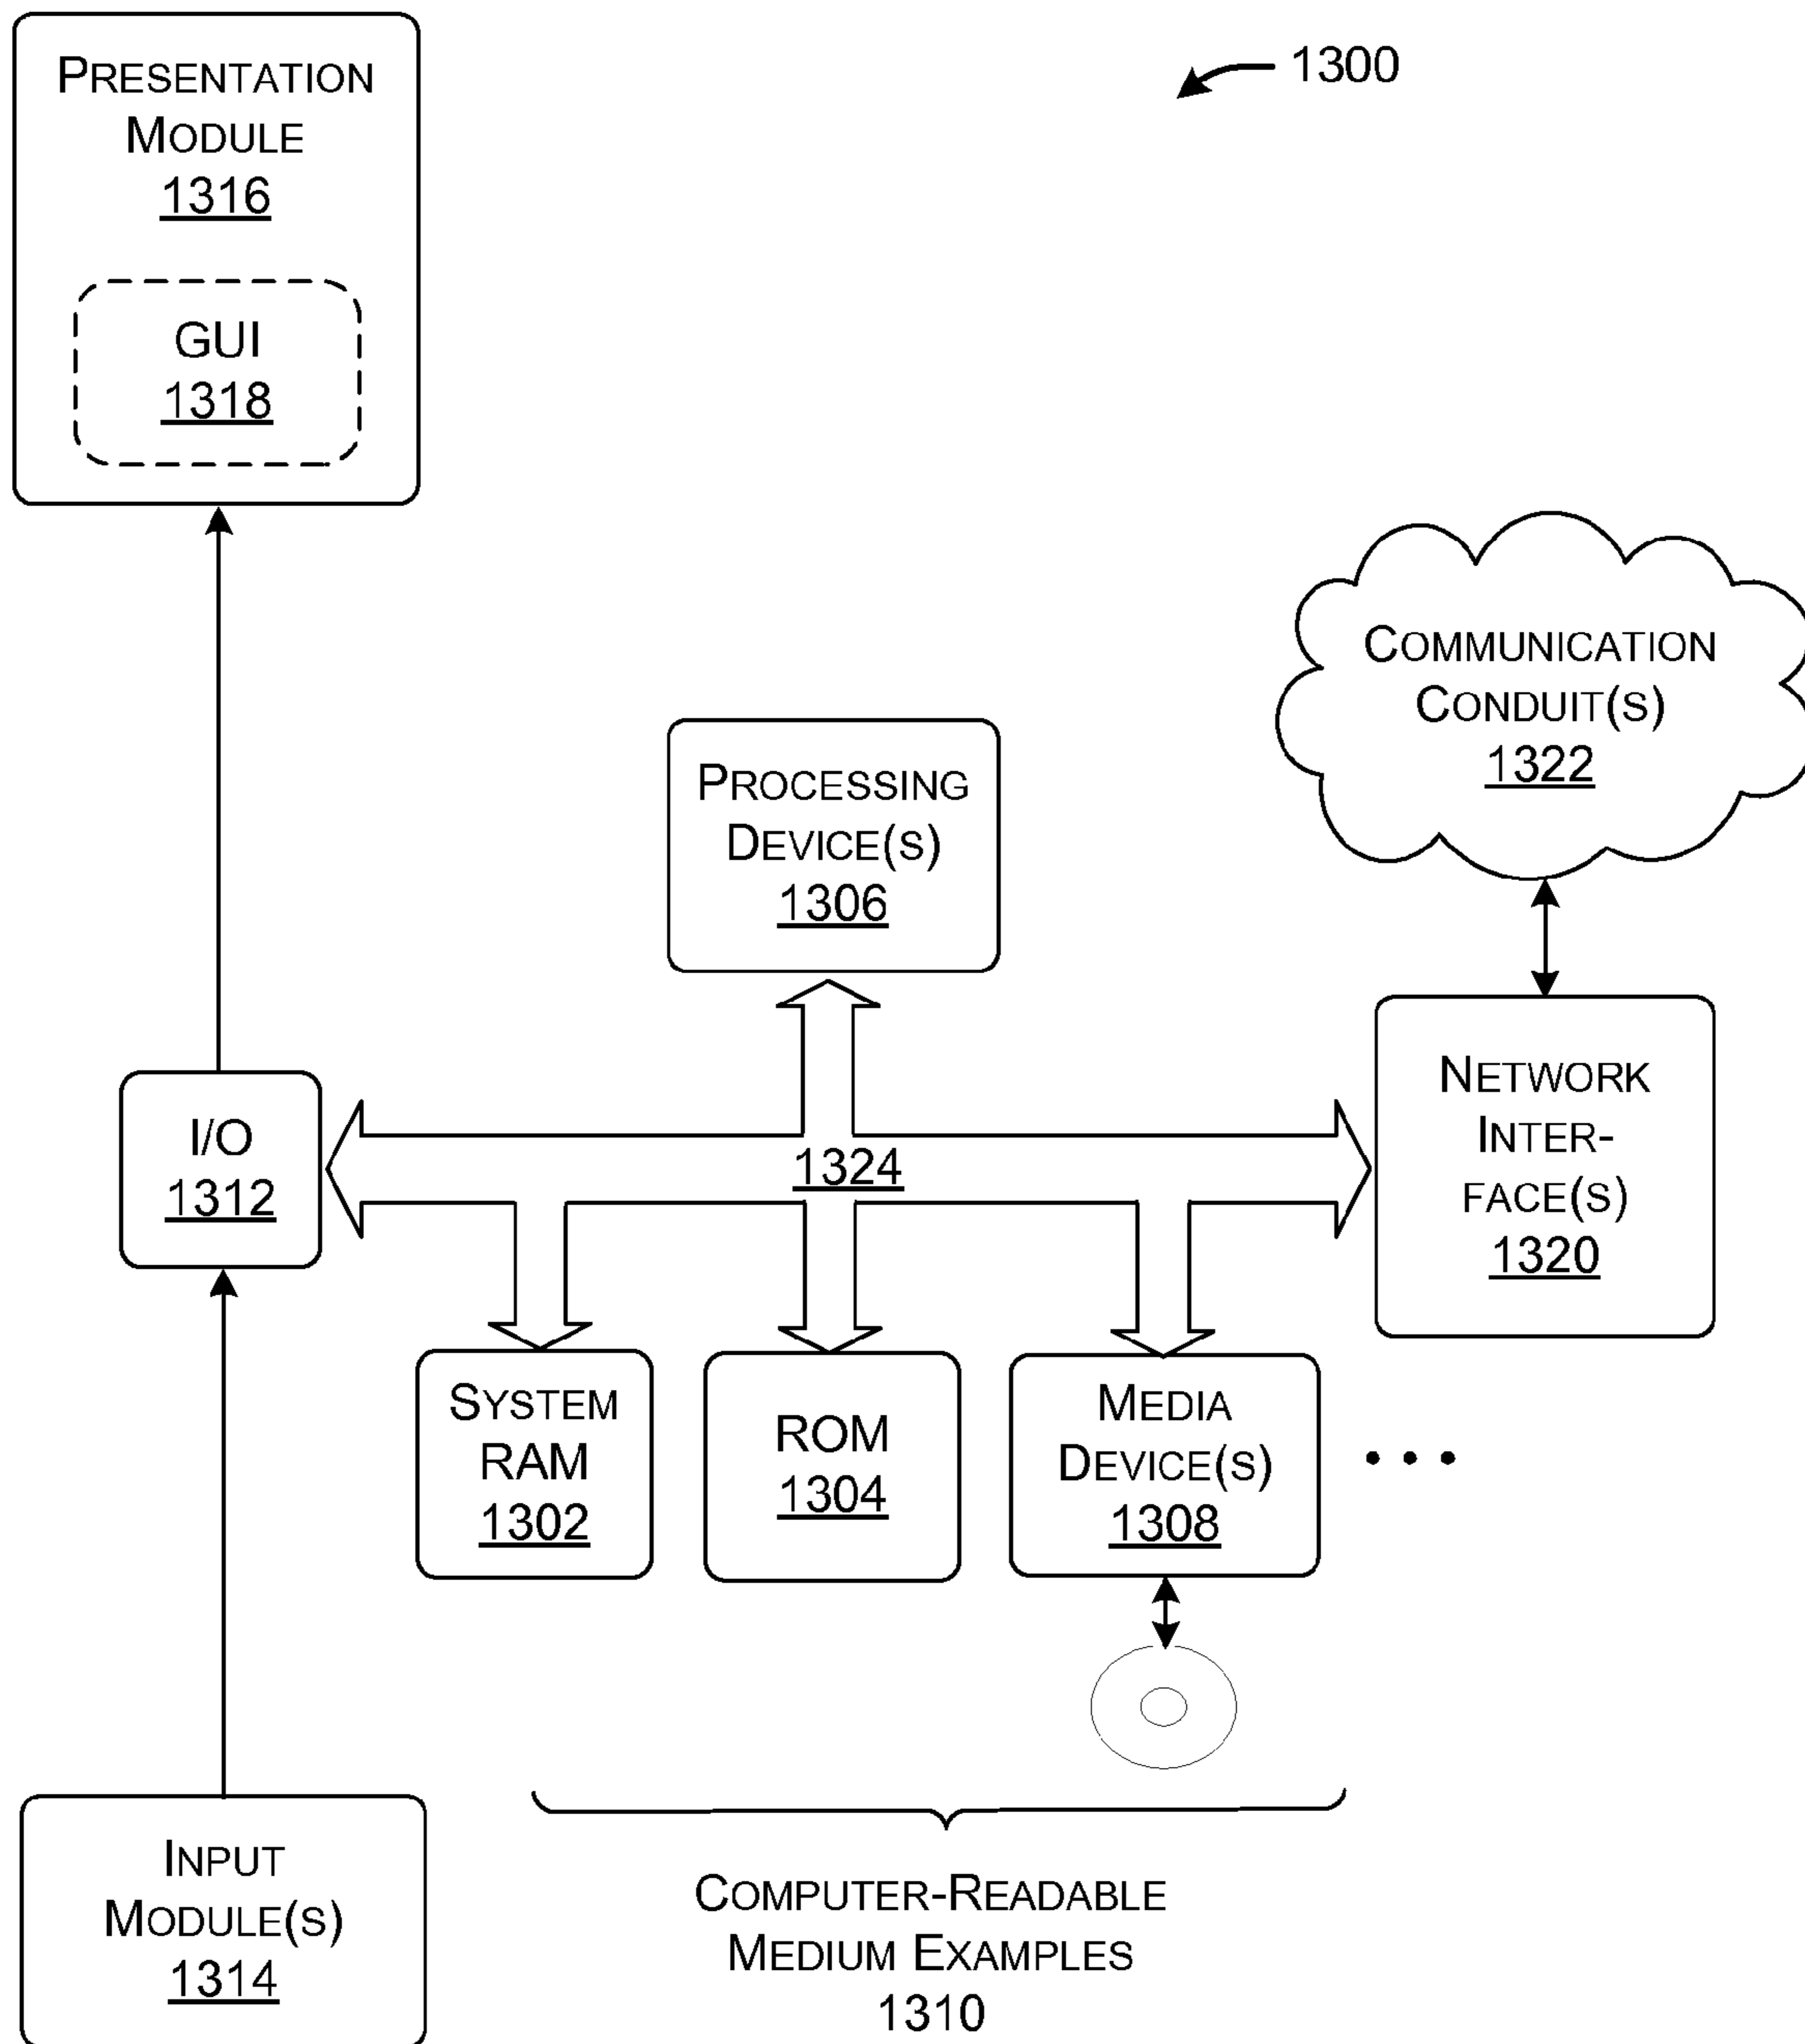 PRESENTATION
MODULE
1316
GUI
1318
1300
COMMUNICATION
CONDUIT(S)
1322
PROCESSING
DEVICE(S)
1306
NETWORK
INTER-
FACE(S)
1320
I/O
1312
1324
SYSTEM
RAM
1302
ROM
1304
MEDIA
DEVICE(S)
1308
• • •
INPUT
MODULE(S)
1314
COMPUTER-READABLE
MEDIUM EXAMPLES
1310